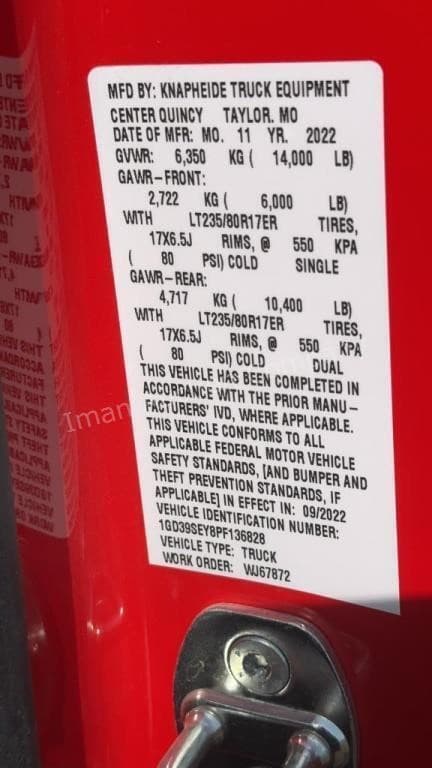 MFD BY: KNAPHEIDE TRUCK EQUIPMENT
CENTER QUINCY TAYLOR. MO
DATE OF MFR: MO. 11 YR. 2022
GVWR: 6,350 KG ( 14,000 LB)
GAWR-FRONT:
2,722 KG ( 6,000 LB)
WITH LT235/80R17ER TIRES,
17X6.5J RIMS, @ 550 KPA
( 80 PSI) COLD SINGLE
GAWR-REAR:
4,717 KG ( 10,400 LB)
WITH LT235/80R17ER TIRES,
17X6.5J RIMS, @ 550 KPA
( 80 PSI) COLD DUAL
THIS VEHICLE HAS BEEN COMPLETED IN
ACCORDANCE WITH THE PRIOR MANU-
FACTURERS' IVD, WHERE APPLICABLE.
THIS VEHICLE CONFORMS TO ALL
APPLICABLE FEDERAL MOTOR VEHICLE
SAFETY STANDARDS, [AND BUMPER AND
THEFT PREVENTION STANDARDS, IF
APPLICABLE] IN EFFECT IN: 09/2022
VEHICLE IDENTIFICATION NUMBER:
1GD39SEY8PF136828
VEHICLE TYPE: TRUCK
WORK ORDER: WJ67872